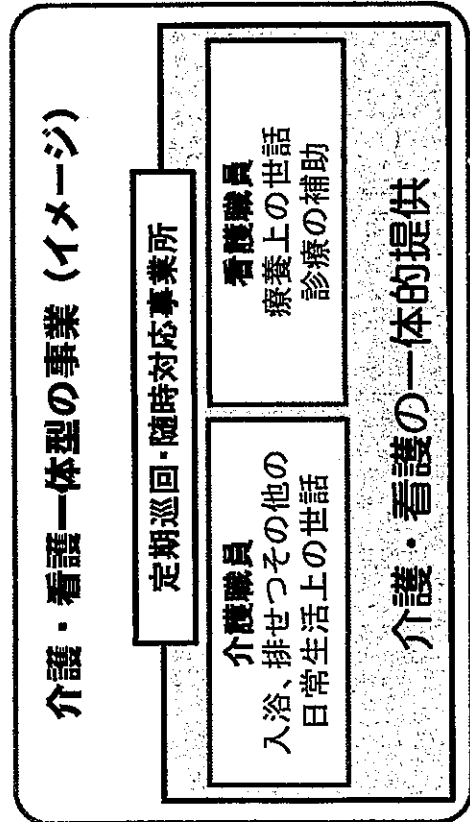 介護・看護一体型の事業（イメージ）
定期巡回・随時対応事業所
介護職員
入浴、排せつその他の
日常生活上の世話
看護職員
療養上の世話
診療の補助
介護・看護の一体的提供